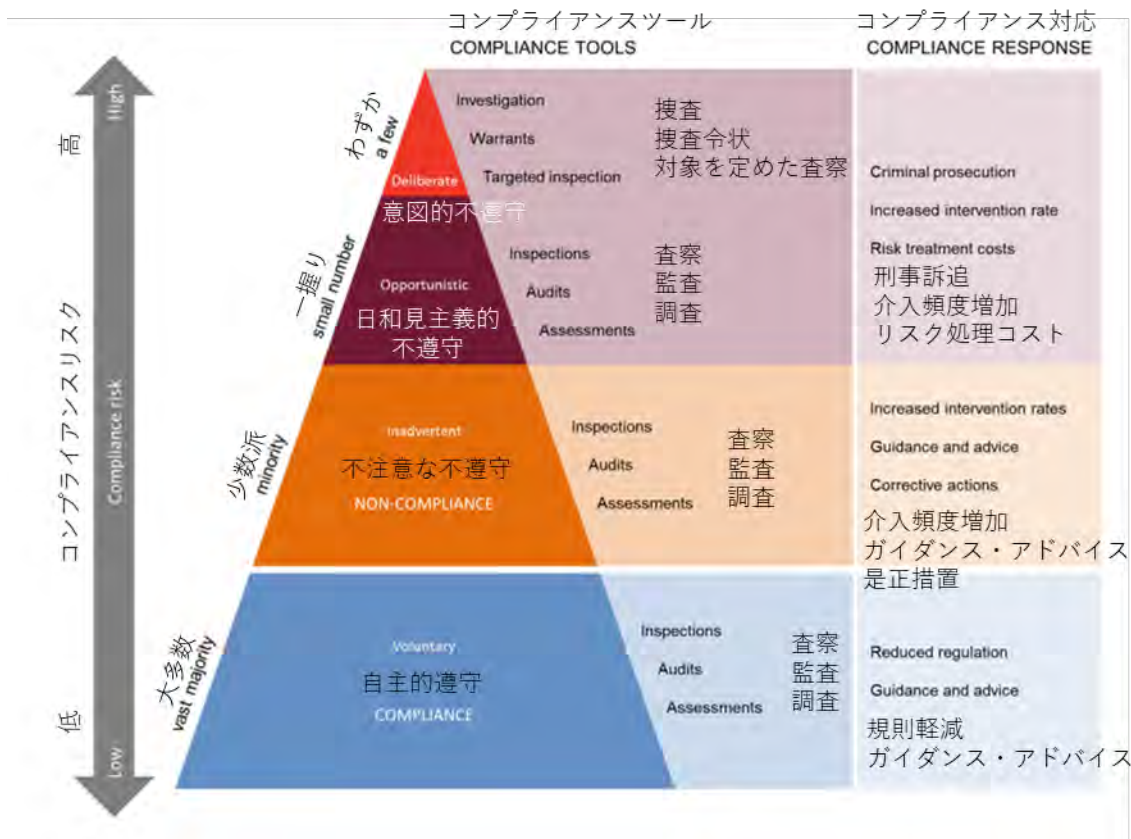 コンプライアンスツール
COMPLIANCE TOOLS
コンプライアンス対応
COMPLIANCE RESPONSE
高
High
コンプライアンスリスク
Compliance risk
低
Low
わずか
a few
Deliberate
意図的不遵守
Investigation
Warrants
Targeted inspection
捜査
捜査令状
対象を定めた査察
一握り
small number
Opportunistic
日和見主義的
不遵守
Inspections
Audits
Assessments
査察
監査
調査
Criminal prosecution
Increased intervention rate
Risk treatment costs
刑事訴追
介入頻度増加
リスク処理コスト
少数派
minority
Inadvertent
不注意な不遵守
NON-COMPLIANCE
Inspections
Audits
Assessments
査察
監査
調査
Increased intervention rates
Guidance and advice
Corrective actions
介入頻度増加
ガイダンス・アドバイス
是正措置
大多数
vast majority
Voluntary
自主的遵守
COMPLIANCE
Inspections
Audits
Assessments
査察
監査
調査
Reduced regulation
Guidance and advice
規則軽減
ガイダンス・アドバイス